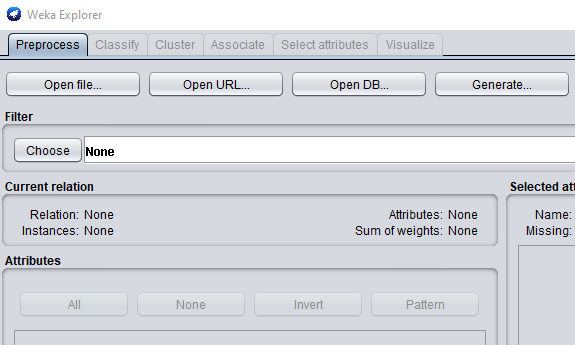 Weka Explorer
Preprocess Classify Cluster Associate Select attributes Visualize
Open file... Open URL... Open DB... Generate...
Filter
Choose None
Current relation Selected att
Relation: None Attributes: None Name:
Instances: None Sum of weights: None Missing:
Attributes
All None Invert Pattern